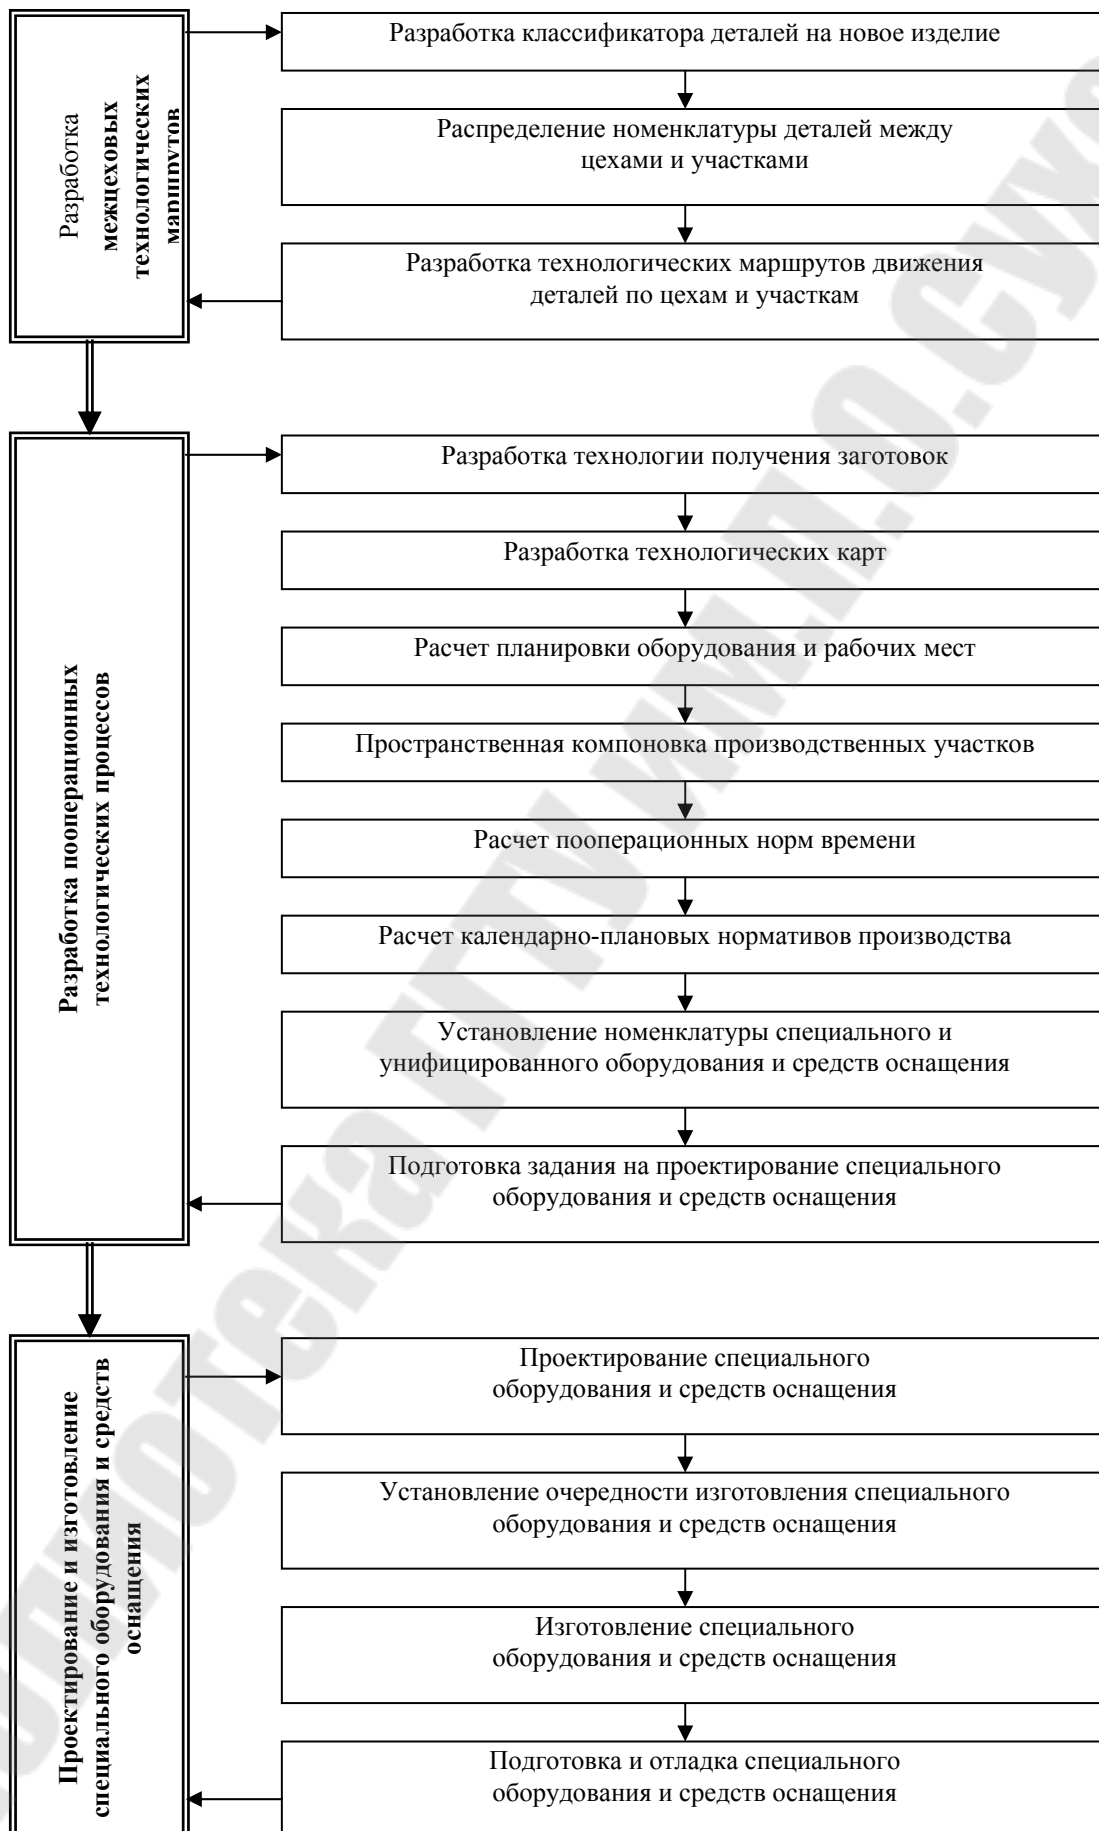 Разработка
межцеховых
технологических
маршрутов
Разработка классификатора деталей на новое изделие
Распределение номенклатуры деталей между
цехами и участками
Разработка технологических маршрутов движения
деталей по цехам и участкам
Разработка пооперационных
технологических процессов
Разработка технологии получения заготовок
Разработка технологических карт
Расчет планировки оборудования и рабочих мест
Пространственная компоновка производственных участков
Расчет пооперационных норм времени
Расчет календарно-плановых нормативов производства
Установление номенклатуры специального и
унифицированного оборудования и средств оснащения
Подготовка задания на проектирование специального
оборудования и средств оснащения
Проектирование и изготовление
специального оборудования и средств
оснащения
Проектирование специального
оборудования и средств оснащения
Установление очередности изготовления специального
оборудования и средств оснащения
Изготовление специального
оборудования и средств оснащения
Подготовка и отладка специального
оборудования и средств оснащения
ГГТУ им.П.О.